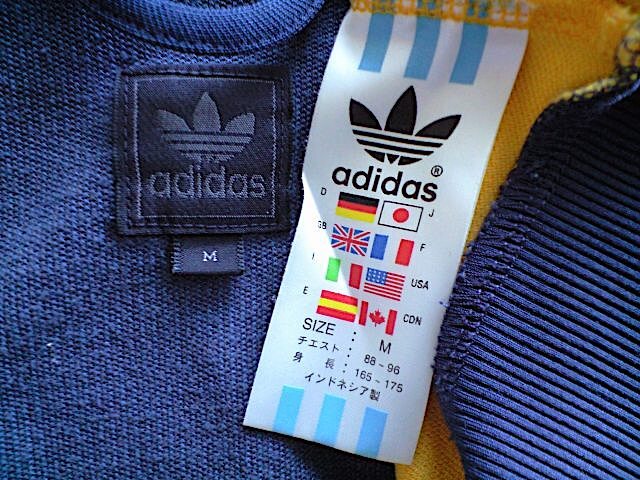 adidas
M
adidas®
D J
GB F
I USA
E CDN
SIZE : M
チェスト : 88~96
身長 : 165~175
インドネシア製